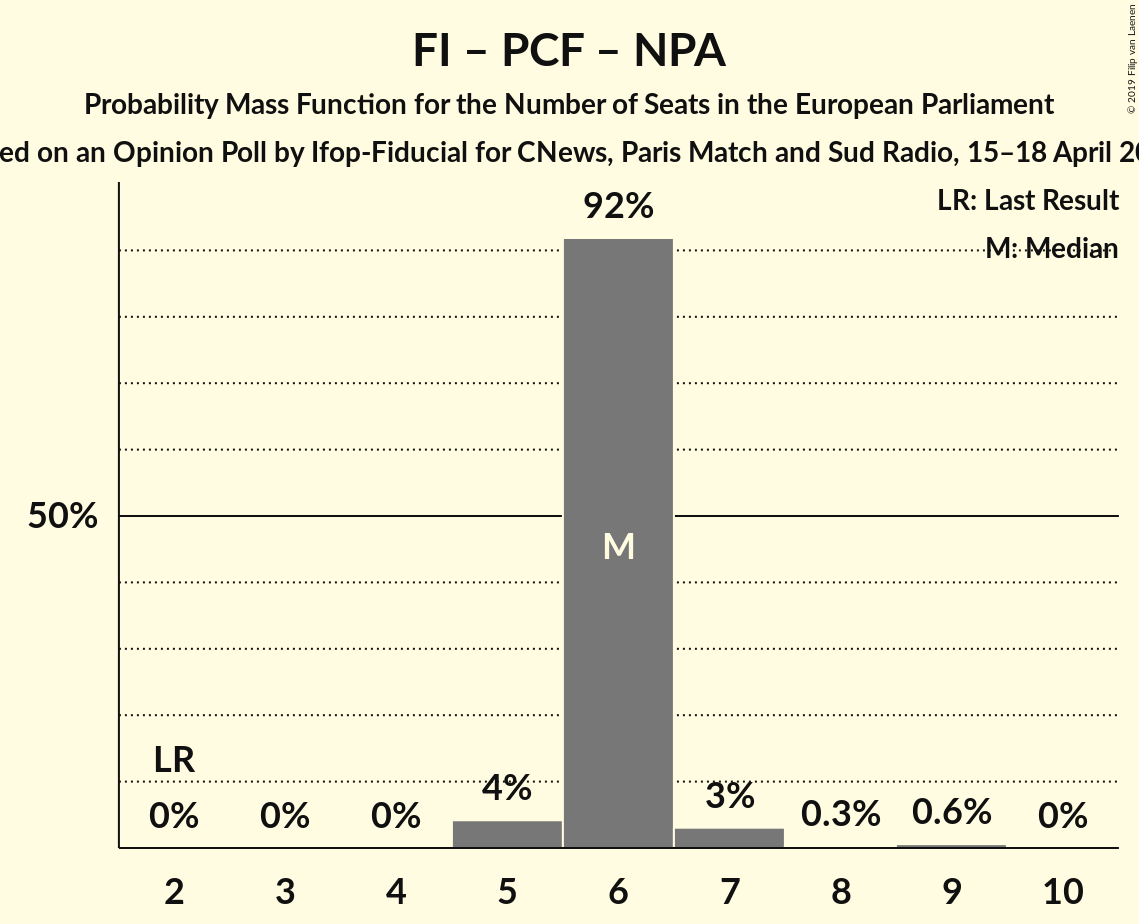 FI – PCF – NPA
Probability Mass Function for the Number of Seats in the European Parliament
on an Opinion Poll by Ifop-Fiducial for CNews, Paris Match and Sud Radio, 15–18 April
© 2019 Filip van Laenen
LR: Last Result
M: Median
92%
50%
M
LR
0% 0% 0% 4% 3% 0.3% 0.6% 0%
2 3 4 5 6 7 8 9 10